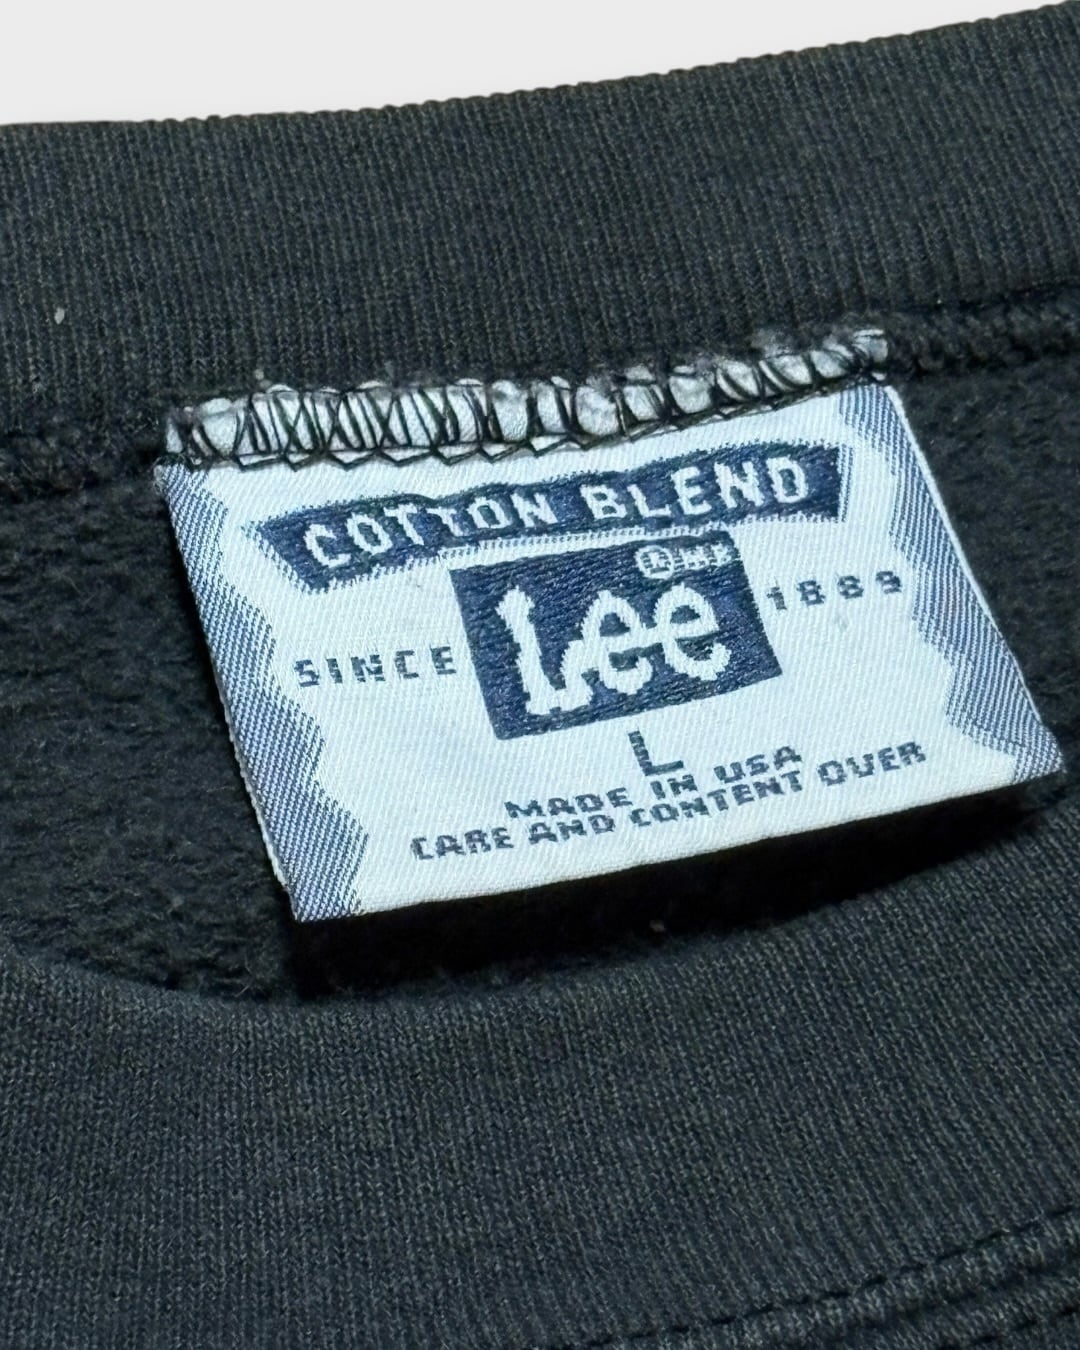 COTTON BLEND
Lee
SINCE 1889
L
MADE IN USA
CARE AND CONTENT OVER